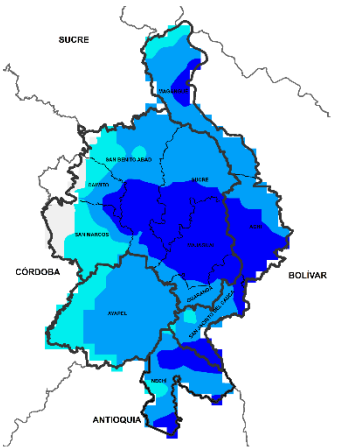 SUCRE
MAGANGUÉ
SAN BENITO ABAD
CAIMITO
SUCRE
ACHÍ
SAN MARCOS
MAJAGUAL
CÓRDOBA
BOLÍVAR
GUARANDA
SAN JACINTO DEL CAUCA
AYAPEL
NECHÍ
ANTIOQUIA